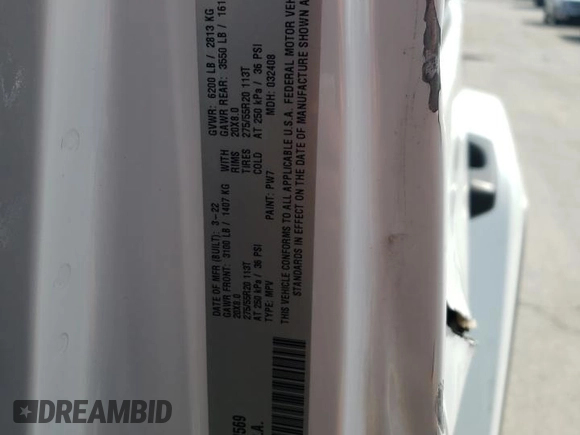 DATE OF MFR (BUILT): 3-22 GVWR: 6200 LB / 2813 KG
GAWR FRONT: 3100 LB / 1407 KG WITH GAWR REAR: 3550 LB /
20X8.0 RIMS 20X8.0
275/55R20 113T TIRES 275/55R20 113T
AT 250 kPa / 36 PSI COLD AT 250 kPa / 36 PSI
TYPE: MPV PAINT: PW7 MDH: 032408
THIS VEHICLE CONFORMS TO ALL APPLICABLE U.S.A. FEDERAL MOTOR
STANDARDS IN EFFECT ON THE DATE OF MANUFACTURE SHOWN
DREAMBID